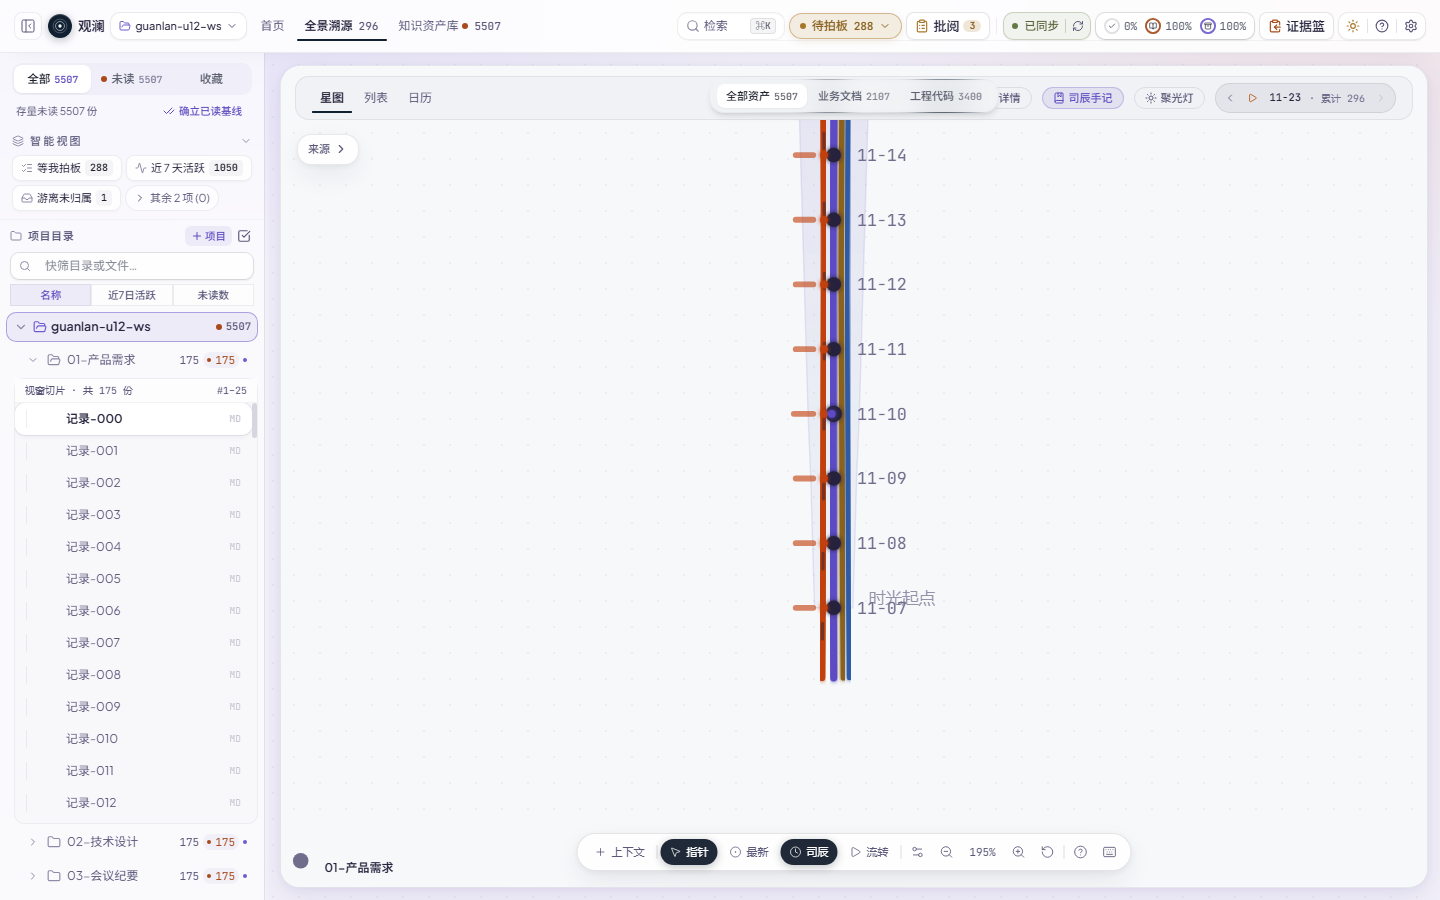 观澜 guanlan-u12-ws 首页 全景溯源 296 知识资产库 5507 检索 ⌘K 待拍板 288 批阅 3 已同步 0% 100% 100% 证据篮
全部 5507 未读 5507 收藏
存量未读 5507 份 确立已读基线
智能视图
等我拍板 288 近 7 天活跃 1050
游离未归属 1 其余 2 项 (0)
项目目录 + 项目
快筛目录或文件...
名称 近7日活跃 未读数
guanlan-u12-ws 5507
01-产品需求 175 175
视窗切片 · 共 175 份 #1-25
记录-000 MD
记录-001 MD
记录-002 MD
记录-003 MD
记录-004 MD
记录-005 MD
记录-006 MD
记录-007 MD
记录-008 MD
记录-009 MD
记录-010 MD
记录-011 MD
记录-012 MD
02-技术设计 175 175
03-会议纪要 175 175
星图 列表 日历 全部资产 5507 业务文档 2107 工程代码 3400 详情 司辰手记 聚光灯 11-23 · 累计 296
来源
11-14
11-13
11-12
11-11
11-10
11-09
11-08
时光起点
11-07
01-产品需求
上下文 指针 最新 司辰 流转 195%